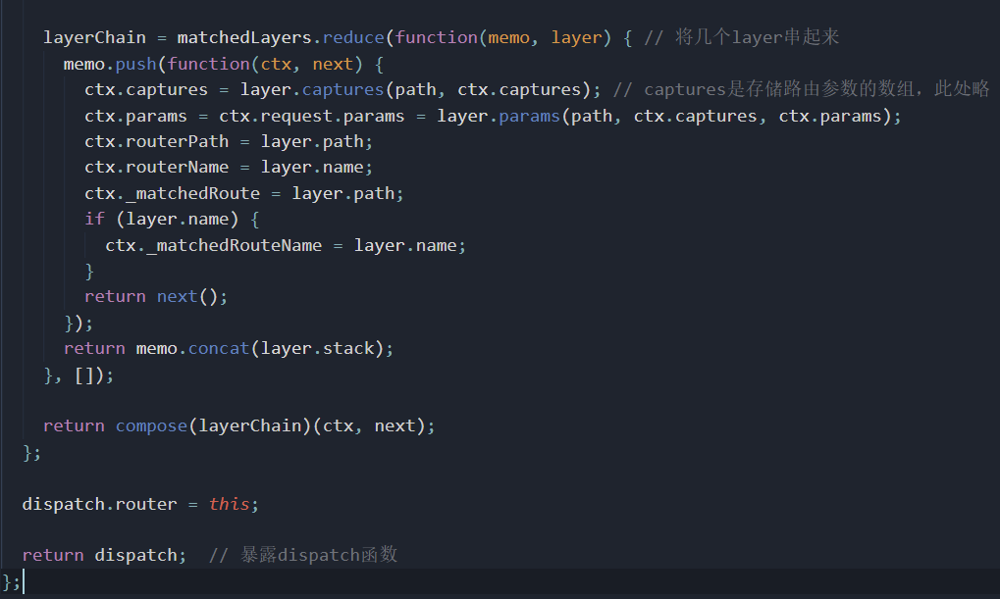 layerChain = matchedLayers.reduce(function(memo, layer) { // 将几个layer串起来
memo.push(function(ctx, next) {
ctx.captures = layer.captures(path, ctx.captures); // captures是存储路由参数的数组，此处略
ctx.params = ctx.request.params = layer.params(path, ctx.captures, ctx.params);
ctx.routerPath = layer.path;
ctx.routerName = layer.name;
ctx._matchedRoute = layer.path;
if (layer.name) {
ctx._matchedRouteName = layer.name;
}
return next();
});
return memo.concat(layer.stack);
}, []);
return compose(layerChain)(ctx, next);
};
dispatch.router = this;
return dispatch;  // 暴露dispatch函数
};